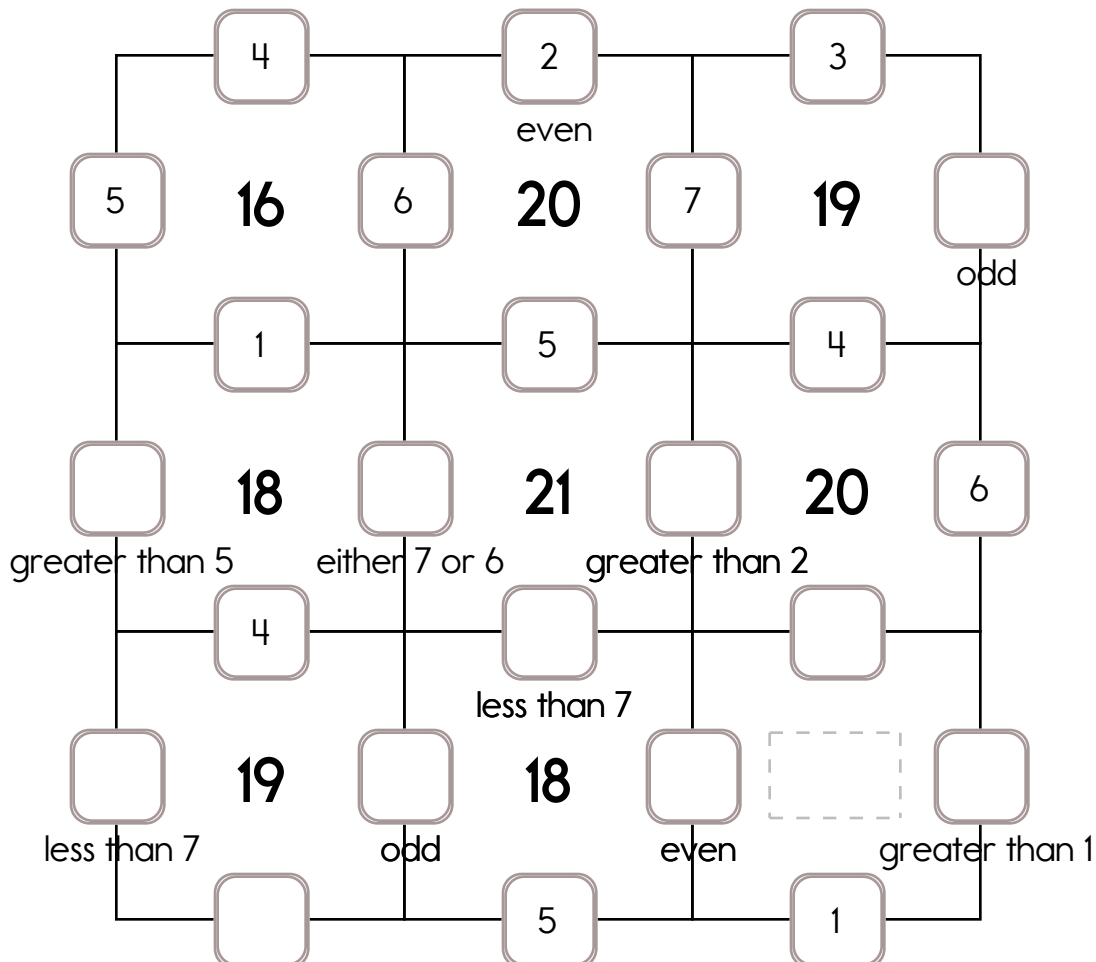 4 2 3
even
5 16 6 20 7 19
odd
1 5 4
18 21 20 6
greater than 5 either 7 or 6 greater than 2
4
less than 7
19 18
less than 7 odd even greater than 1
5 1